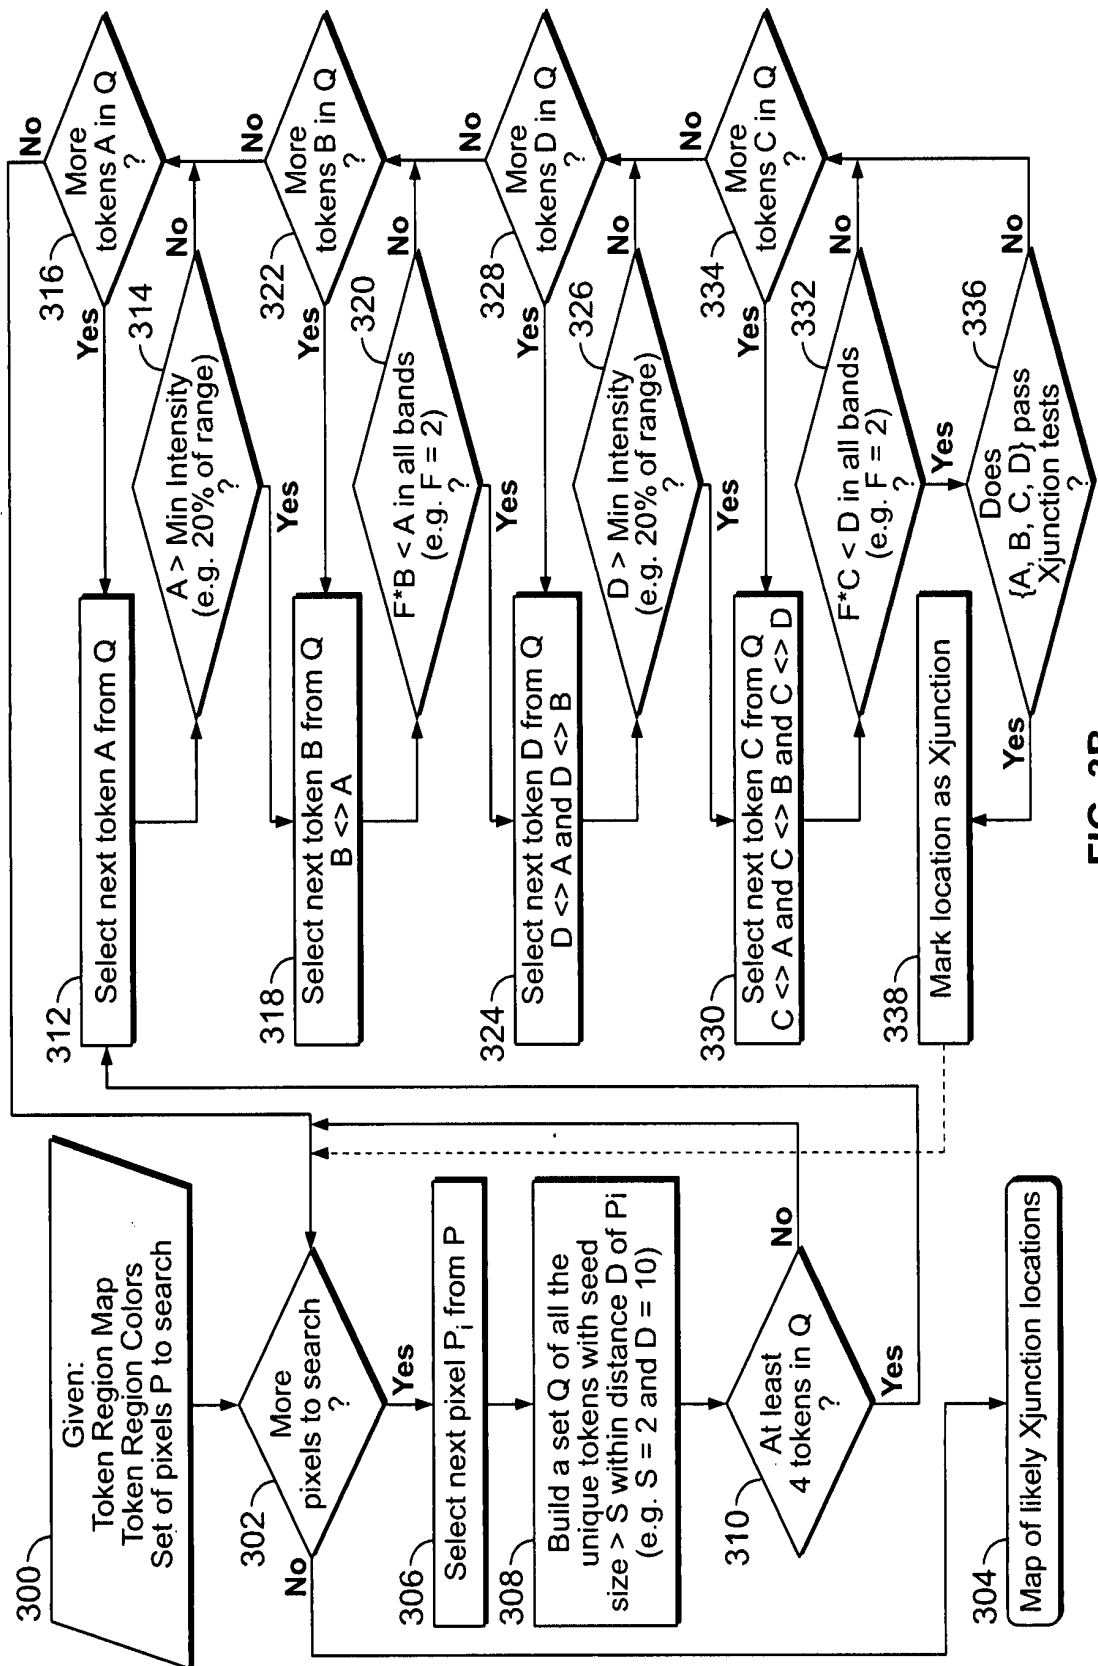 300
Given:
Token Region Map
Token Region Colors
Set of pixels P to search
302
More
pixels to search
?
No
Yes
306
Select next pixel Pi from P
308
Build a set Q of all the
unique tokens with seed
size > S within distance D of Pi
(e.g. S = 2 and D = 10)
310
At least
4 tokens in Q
?
No
Yes
304
Map of likely Xjunction locations
312
Select next token A from Q
314
A > Min Intensity
(e.g. 20% of range)
?
No
Yes
316
More
tokens A in Q
?
No
Yes
318
Select next token B from Q
B <> A
320
F*B < A in all bands
(e.g. F = 2)
?
No
Yes
322
More
tokens B in Q
?
No
Yes
324
Select next token D from Q
D <> A and D <> B
326
D > Min Intensity
(e.g. 20% of range)
?
No
Yes
328
More
tokens D in Q
?
No
Yes
330
Select next token C from Q
C <> A and C <> B and C <> D
332
F*C < D in all bands
(e.g. F = 2)
?
No
Yes
334
More
tokens C in Q
?
No
Yes
336
Does
{A, B, C, D} pass
Xjunction tests
?
No
Yes
338
Mark location as Xjunction
FIG.